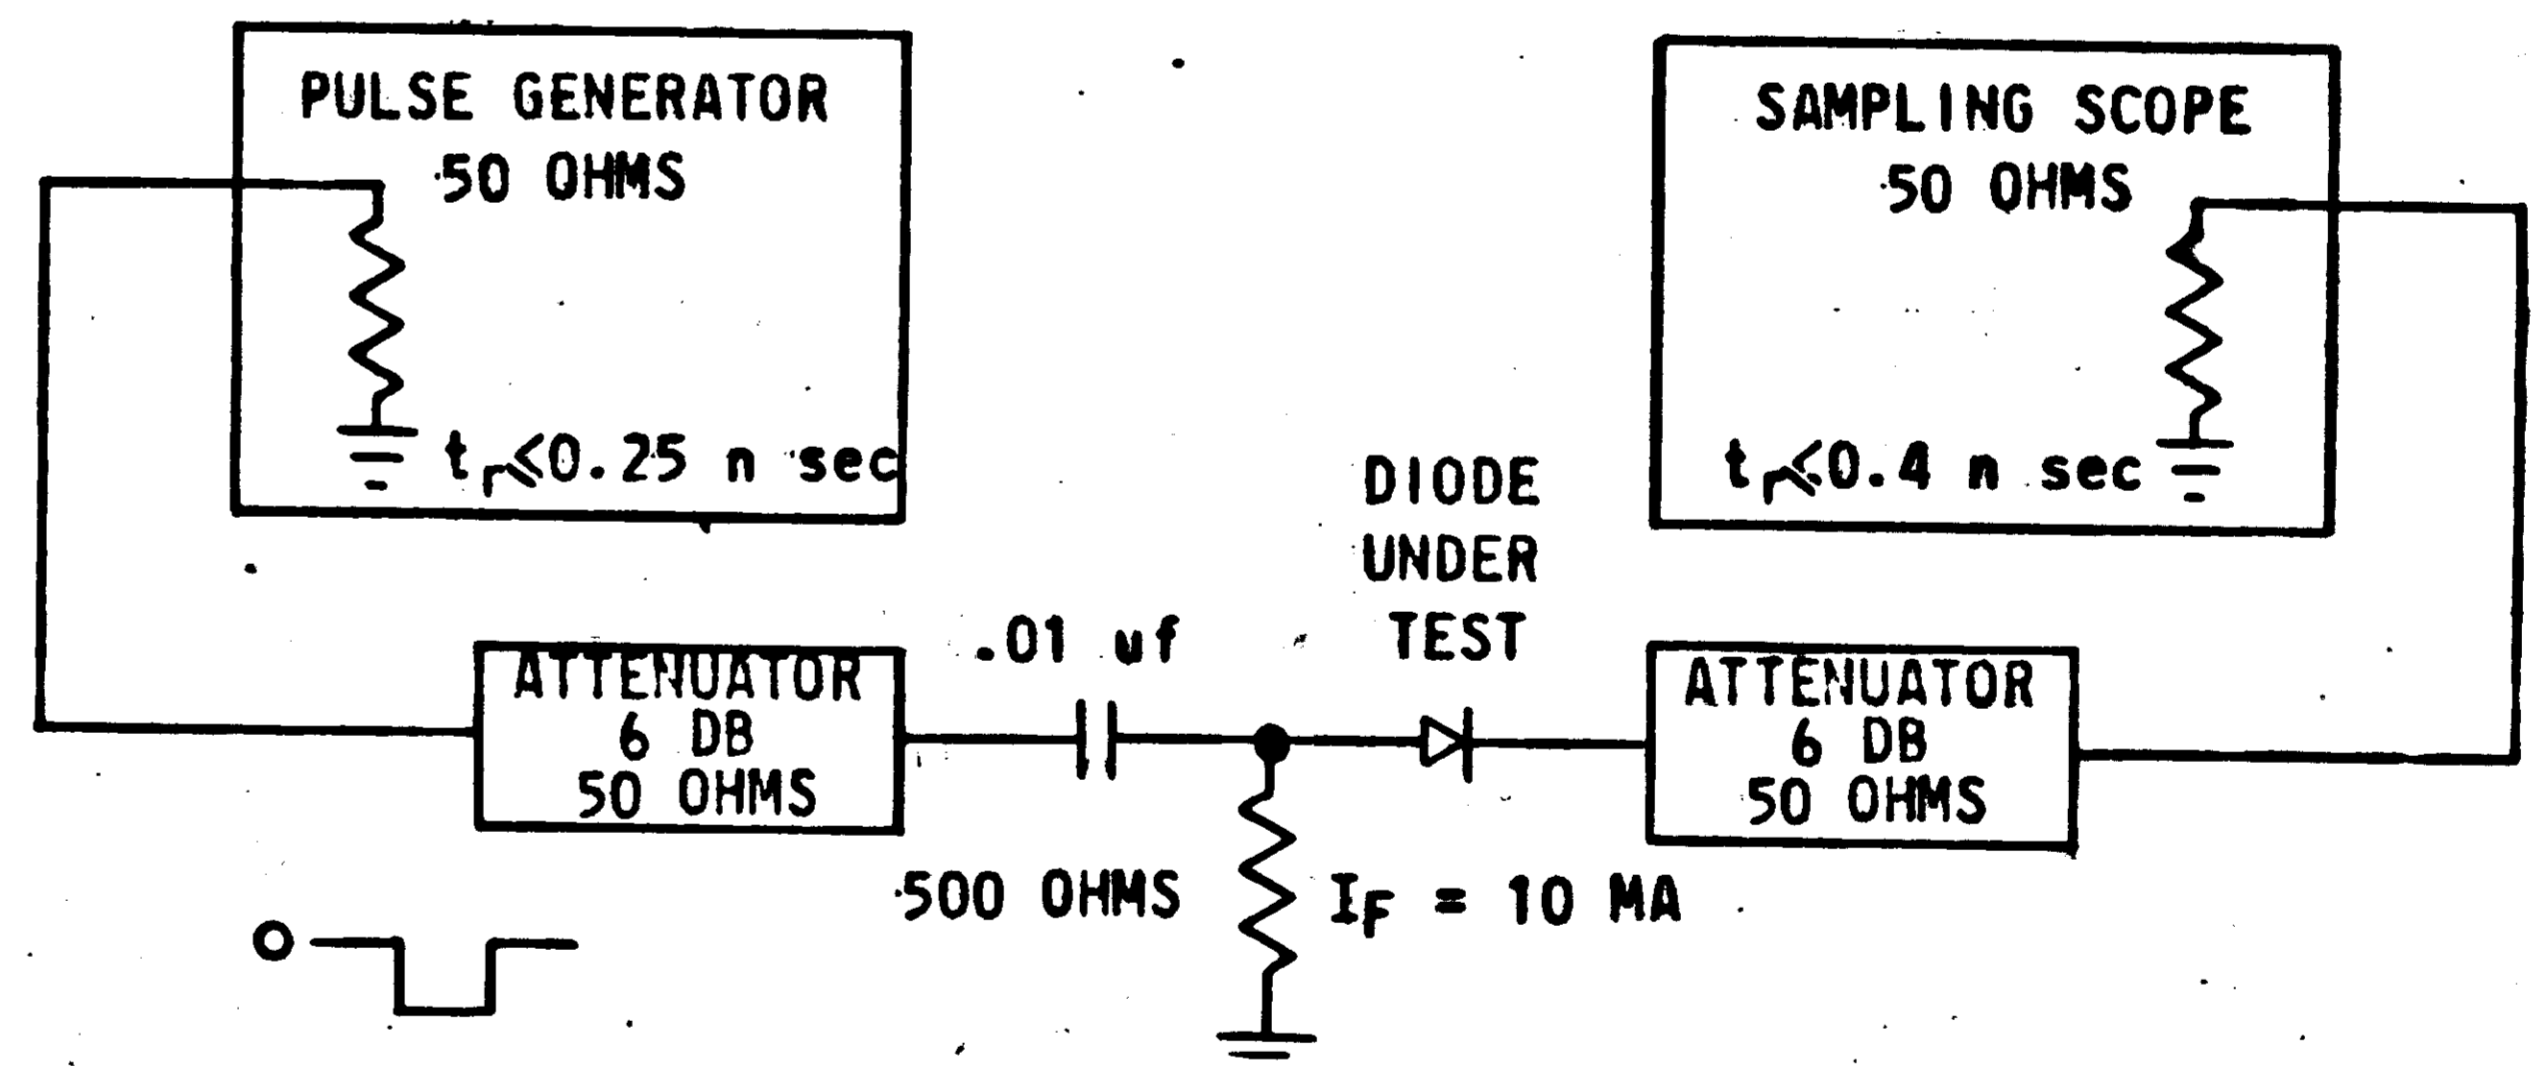 PULSE GENERATOR
50 OHMS
tr≤0.25 n sec
SAMPLING SCOPE
50 OHMS
tr≤0.4 n sec
DIODE
UNDER
TEST
ATTENUATOR
6 DB
50 OHMS
.01 uf
ATTENUATOR
6 DB
50 OHMS
500 OHMS
IF = 10 MA
O